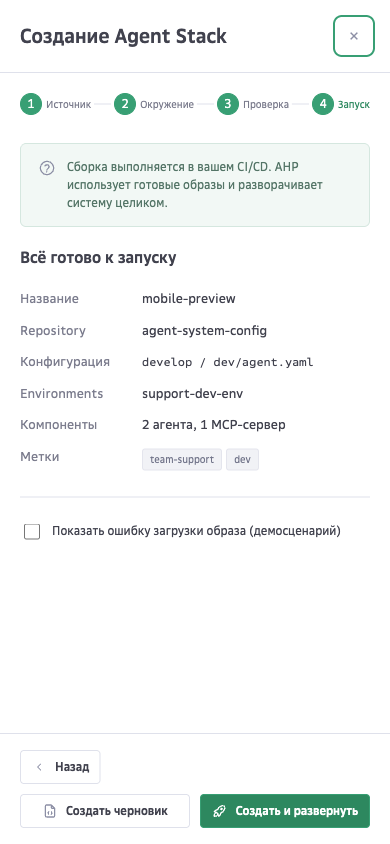 Создание Agent Stack
×
1 Источник 2 Окружение 3 Проверка 4 Запуск
Сборка выполняется в вашем CI/CD. AHP
использует готовые образы и разворачивает
систему целиком.
Всё готово к запуску
Название mobile-preview
Repository agent-system-config
Конфигурация develop / dev/agent.yaml
Environments support-dev-env
Компоненты 2 агента, 1 MCP-сервер
Метки team-support dev
Показать ошибку загрузки образа (демосценарий)
Назад
Создать черновик Создать и развернуть